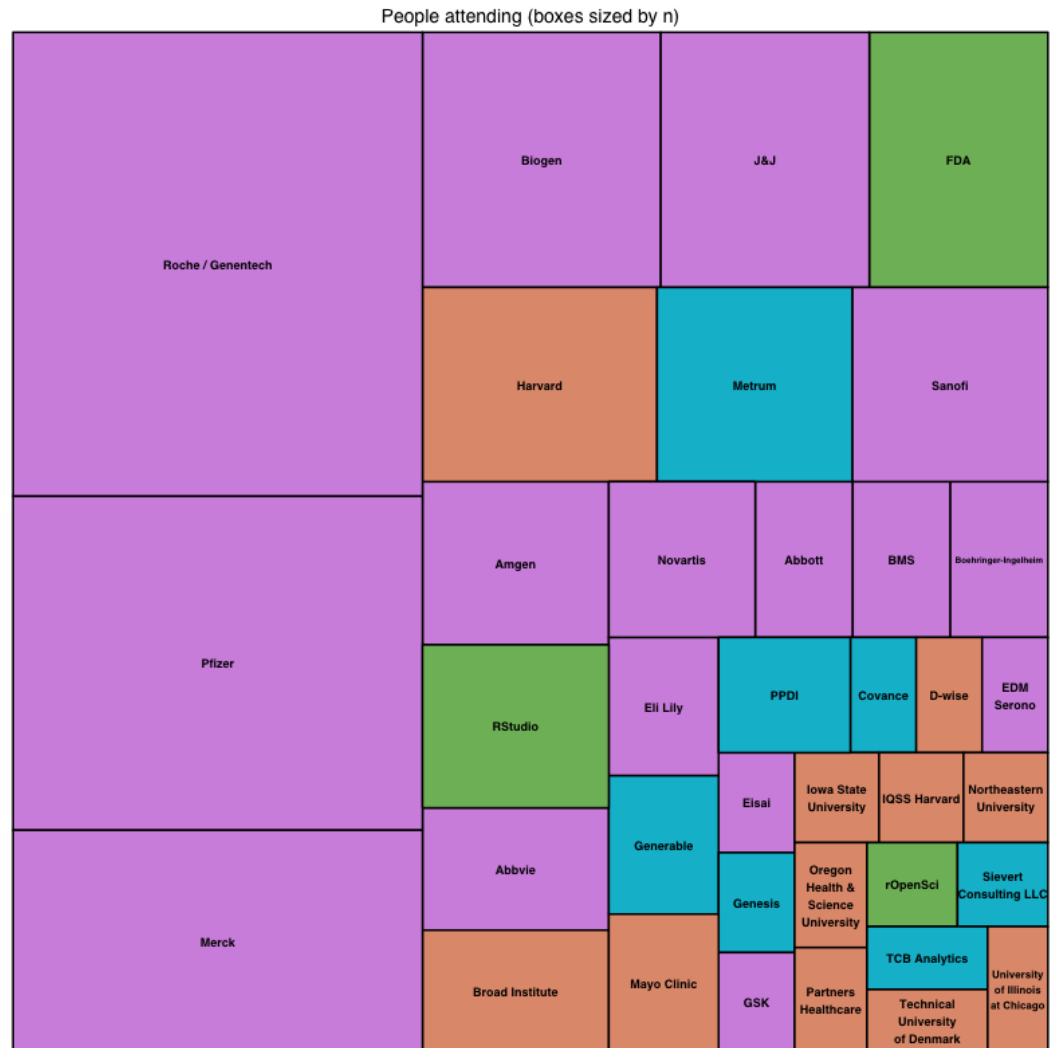 People attending (boxes sized by n)
Roche / Genentech
Biogen
J&J
FDA
Harvard
Metrum
Sanofi
Pfizer
Amgen
Novartis
Abbott
BMS
Boehringer-Ingelheim
RStudio
Eli Lily
PPDI
Covance
D-wise
EDM
Serono
Generable
Eisai
Iowa State
University
IQSS Harvard
Northeastern
University
Merck
Abbvie
Genesis
Oregon
Health &
Science
University
rOpenSci
Sievert
Consulting LLC
Broad Institute
Mayo Clinic
GSK
Partners
Healthcare
TCB Analytics
Technical
University
of Denmark
University
of Illinois
at Chicago